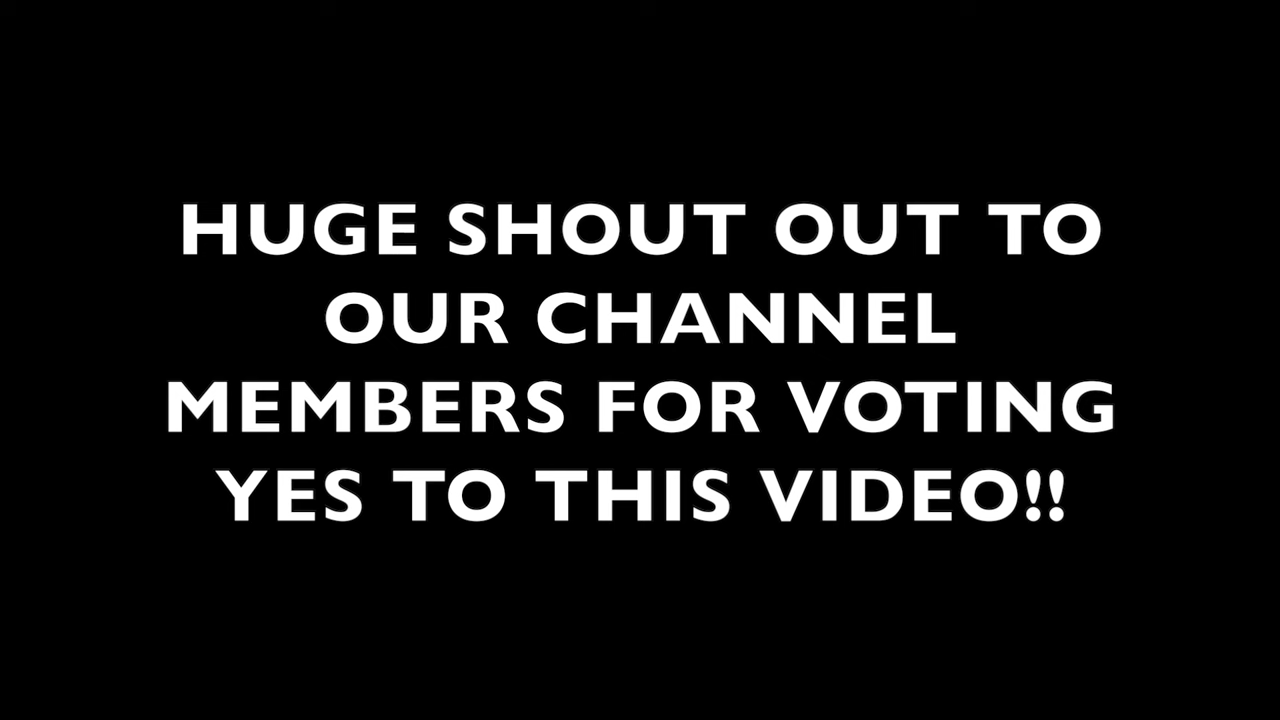 HUGE SHOUT OUT TO
OUR CHANNEL
MEMBERS FOR VOTING
YES TO THIS VIDEO!!